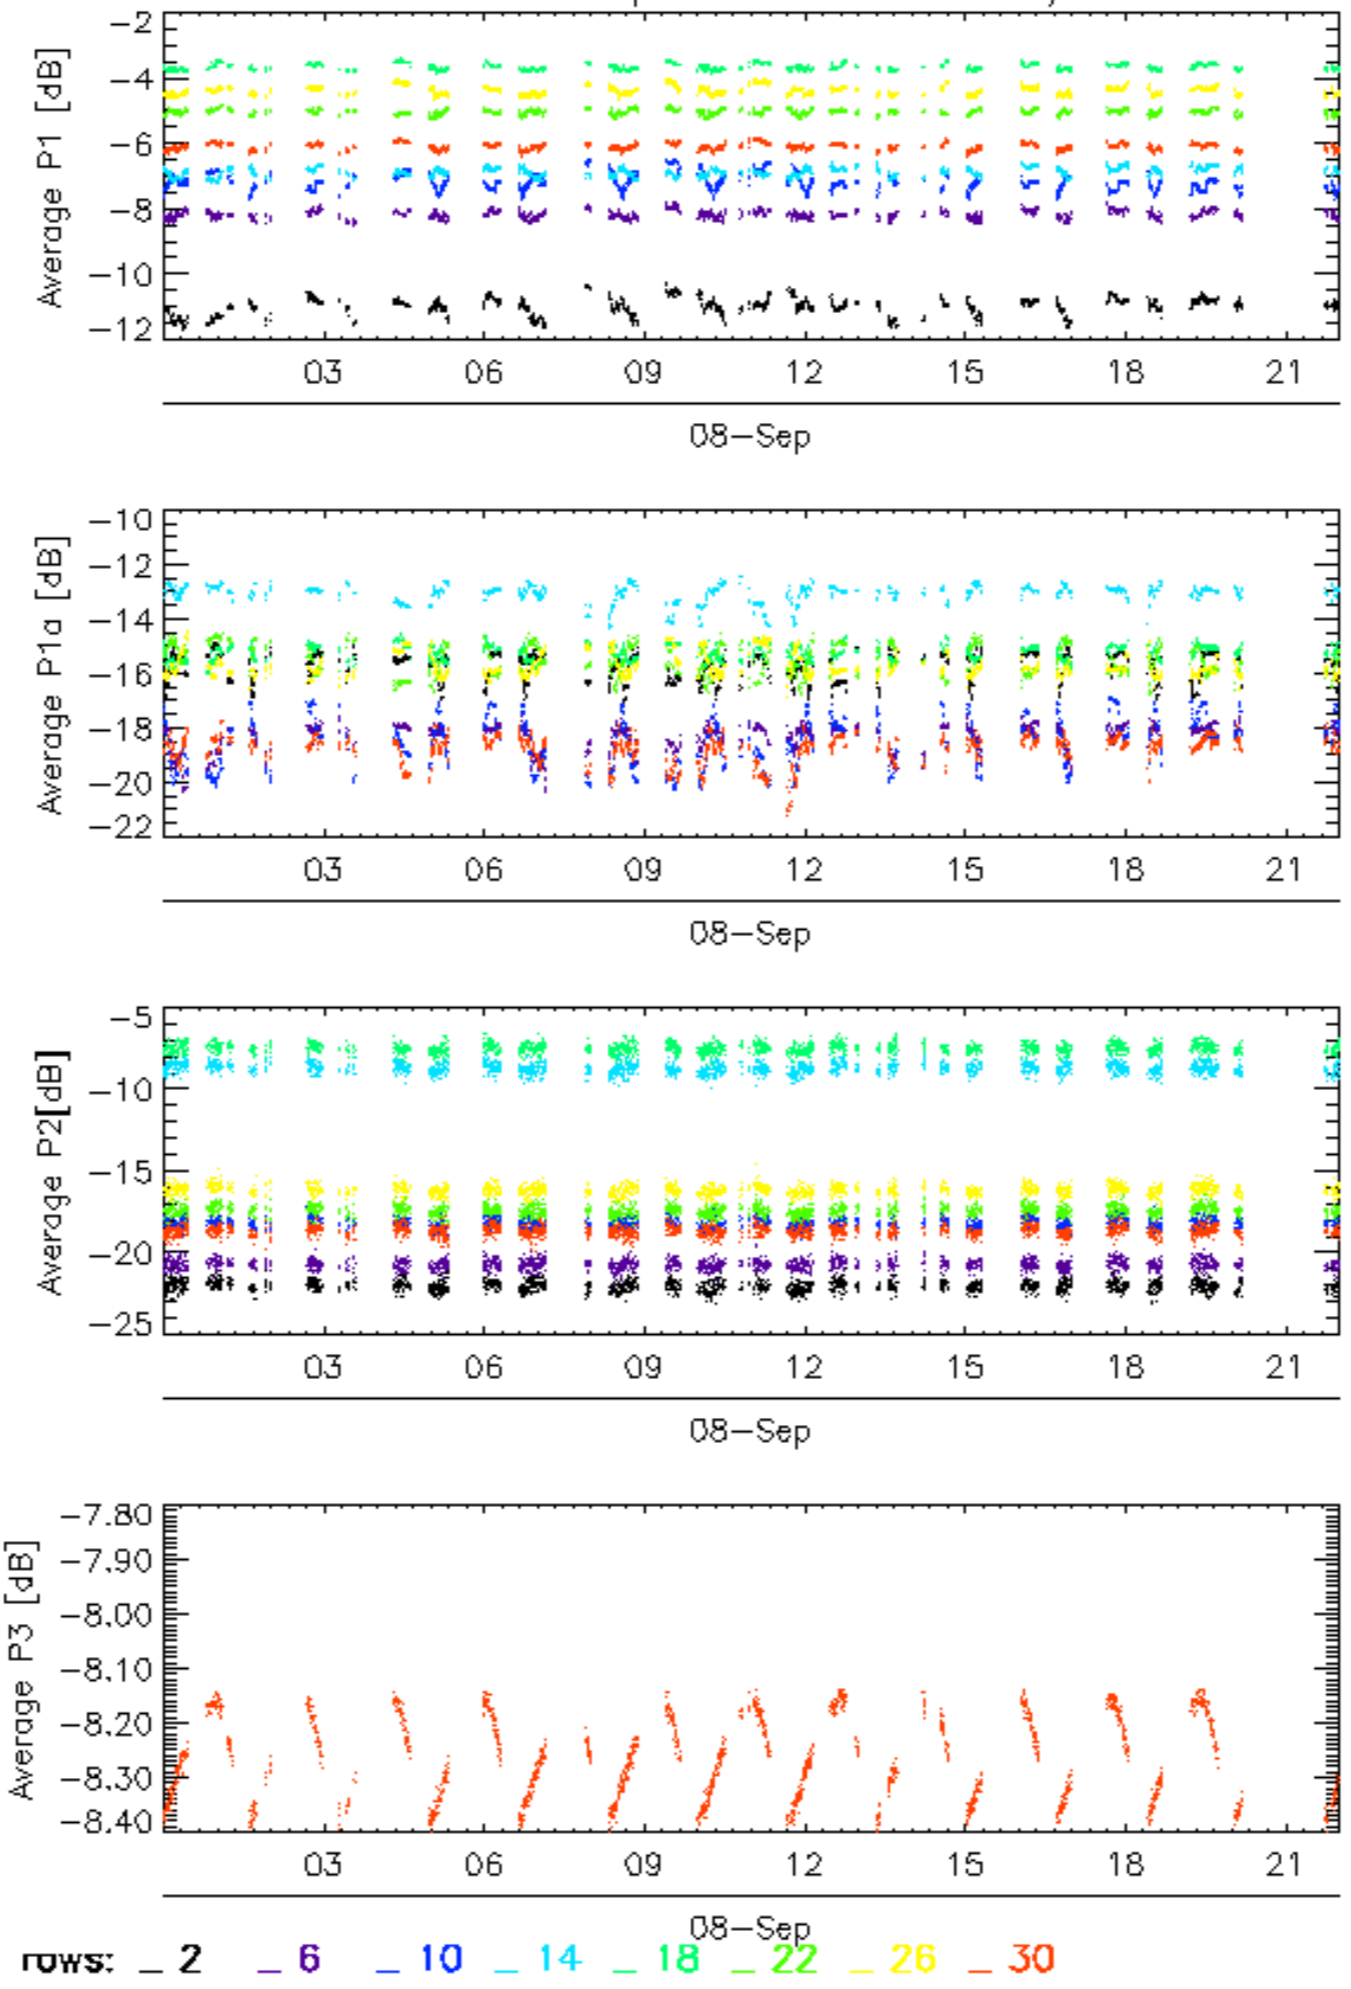 Average P1 [dB]
-2
-4
-6
-8
-10
-12
03 06 09 12 15 18 21
08-Sep
Average P1a [dB]
-10
-12
-14
-16
-18
-20
-22
03 06 09 12 15 18 21
08-Sep
Average P2[dB]
-5
-10
-15
-20
-25
03 06 09 12 15 18 21
08-Sep
Average P3 [dB]
-7.80
-7.90
-8.00
-8.10
-8.20
-8.30
-8.40
03 06 09 12 15 18 21
08-Sep
rows: _ 2 _ 6 _ 10 _ 14 _ 18 _ 22 _ 26 _ 30